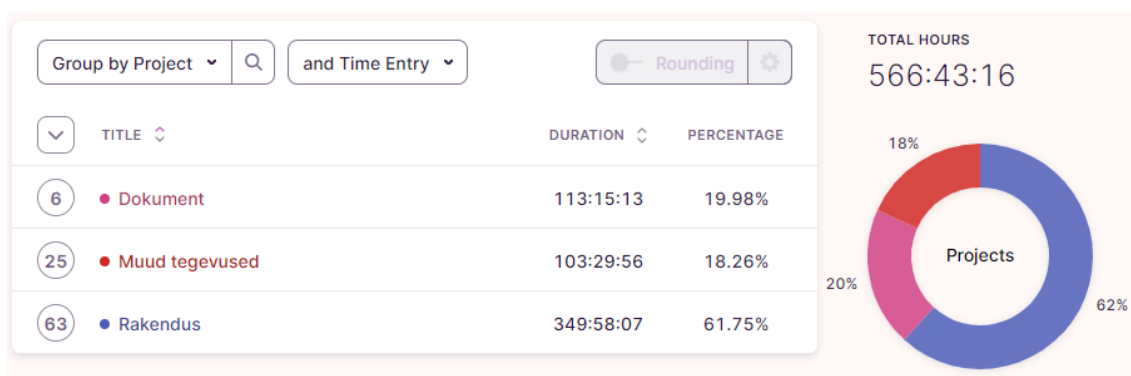 Group by Project
and Time Entry
Rounding
TITLE DURATION PERCENTAGE
6 Dokument 113:15:13 19.98%
25 Muud tegevused 103:29:56 18.26%
63 Rakendus 349:58:07 61.75%
TOTAL HOURS
566:43:16
18%
Projects
20%
62%